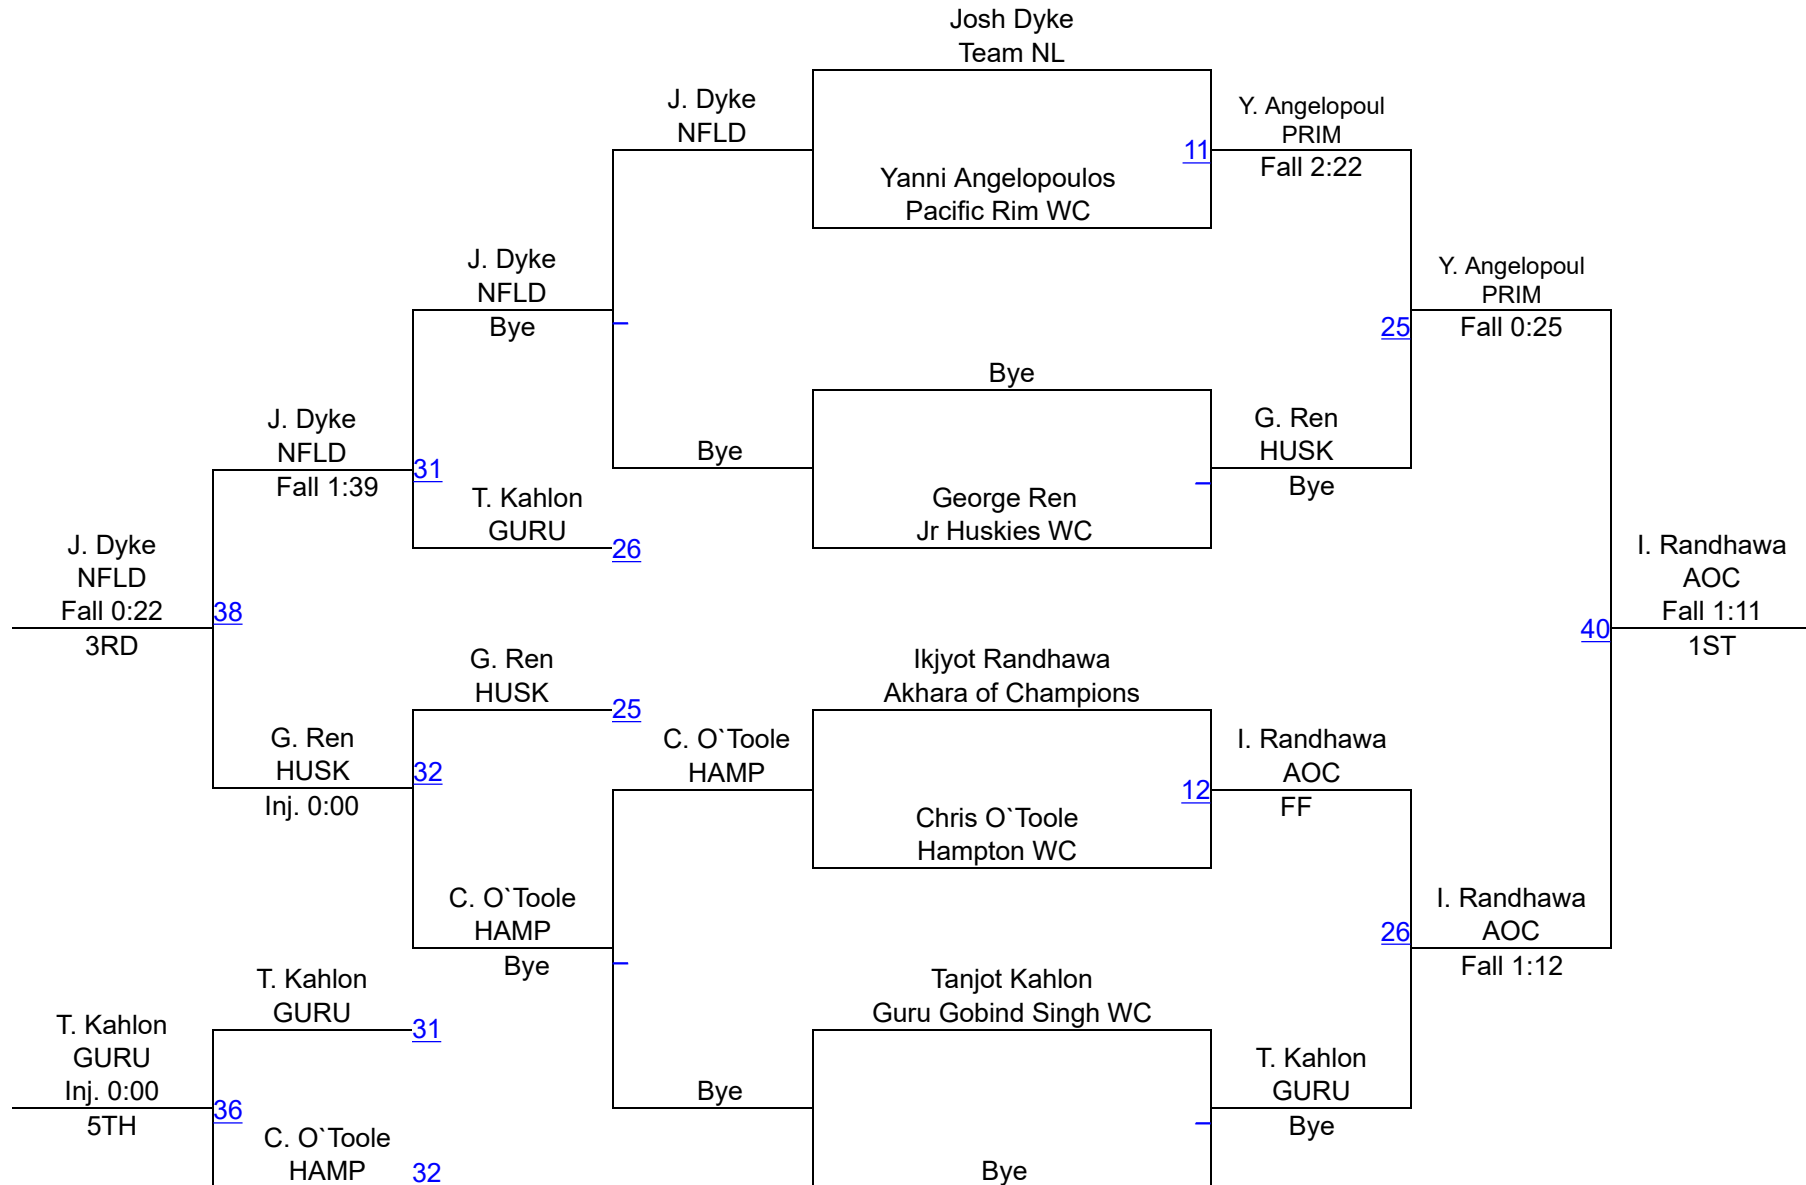 Josh Dyke
Team NL
J. Dyke
NFLD
11
Y. Angelopoul
PRIM
Fall 2:22
Yanni Angelopoulos
Pacific Rim WC
J. Dyke
NFLD
Bye
Y. Angelopoul
PRIM
Fall 0:25
25
Bye
J. Dyke
NFLD
Fall 1:39
31
Bye
G. Ren
HUSK
Bye
T. Kahlon
GURU
26
George Ren
Jr Huskies WC
J. Dyke
NFLD
Fall 0:22
3RD
38
I. Randhawa
AOC
Fall 1:11
1ST
40
G. Ren
HUSK
25
Ikjyot Randhawa
Akhara of Champions
G. Ren
HUSK
Inj. 0:00
32
C. O`Toole
HAMP
12
I. Randhawa
AOC
FF
Chris O`Toole
Hampton WC
C. O`Toole
HAMP
Bye
26
I. Randhawa
AOC
Fall 1:12
T. Kahlon
GURU
31
Tanjot Kahlon
Guru Gobind Singh WC
T. Kahlon
GURU
Inj. 0:00
5TH
36
Bye
T. Kahlon
GURU
Bye
C. O`Toole
HAMP
32
Bye